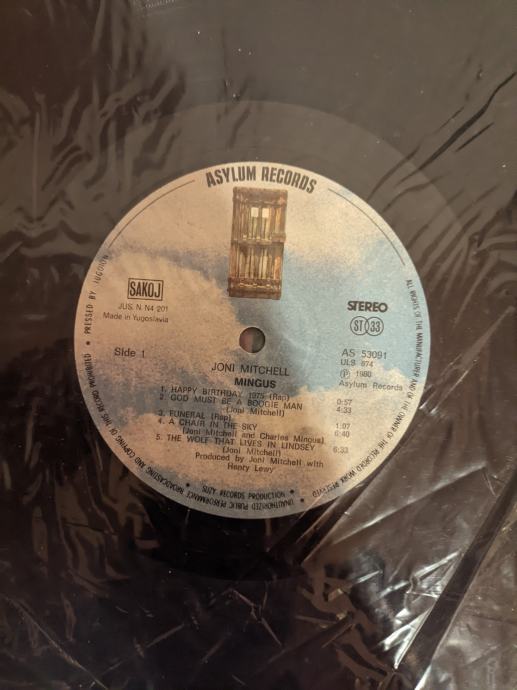 ASYLUM RECORDS
SAKOJ
JUS. N. N4 201
Made in Yugoslavia
STEREO
ST 33
Side 1
AS 53091
ULS 874
Ⓟ 1980
Asylum Records
JONI MITCHELL
MINGUS
1. HAPPY BIRTHDAY 1975 (Rap) 0:57
2. GOD MUST BE A BOOGIE MAN 4:33
(Joni Mitchell)
3. FUNERAL (Rap) 1:07
4. A CHAIR IN THE SKY 6:40
(Joni Mitchell and Charles Mingus)
5. THE WOLF THAT LIVES IN LINDSEY 6:33
(Joni Mitchell)
Produced by Joni Mitchell with
Henry Lewy
ALL RIGHTS OF THE MANUFACTURER AND OF THE OWNER OF THE RECORDED WORK RESERVED • UNAUTHORIZED PUBLIC PERFORMANCE BROADCASTING AND COPYING OF THIS RECORD PROHIBITED • PRESSED BY JUGOTON
• SUZY RECORDS PRODUCTION •